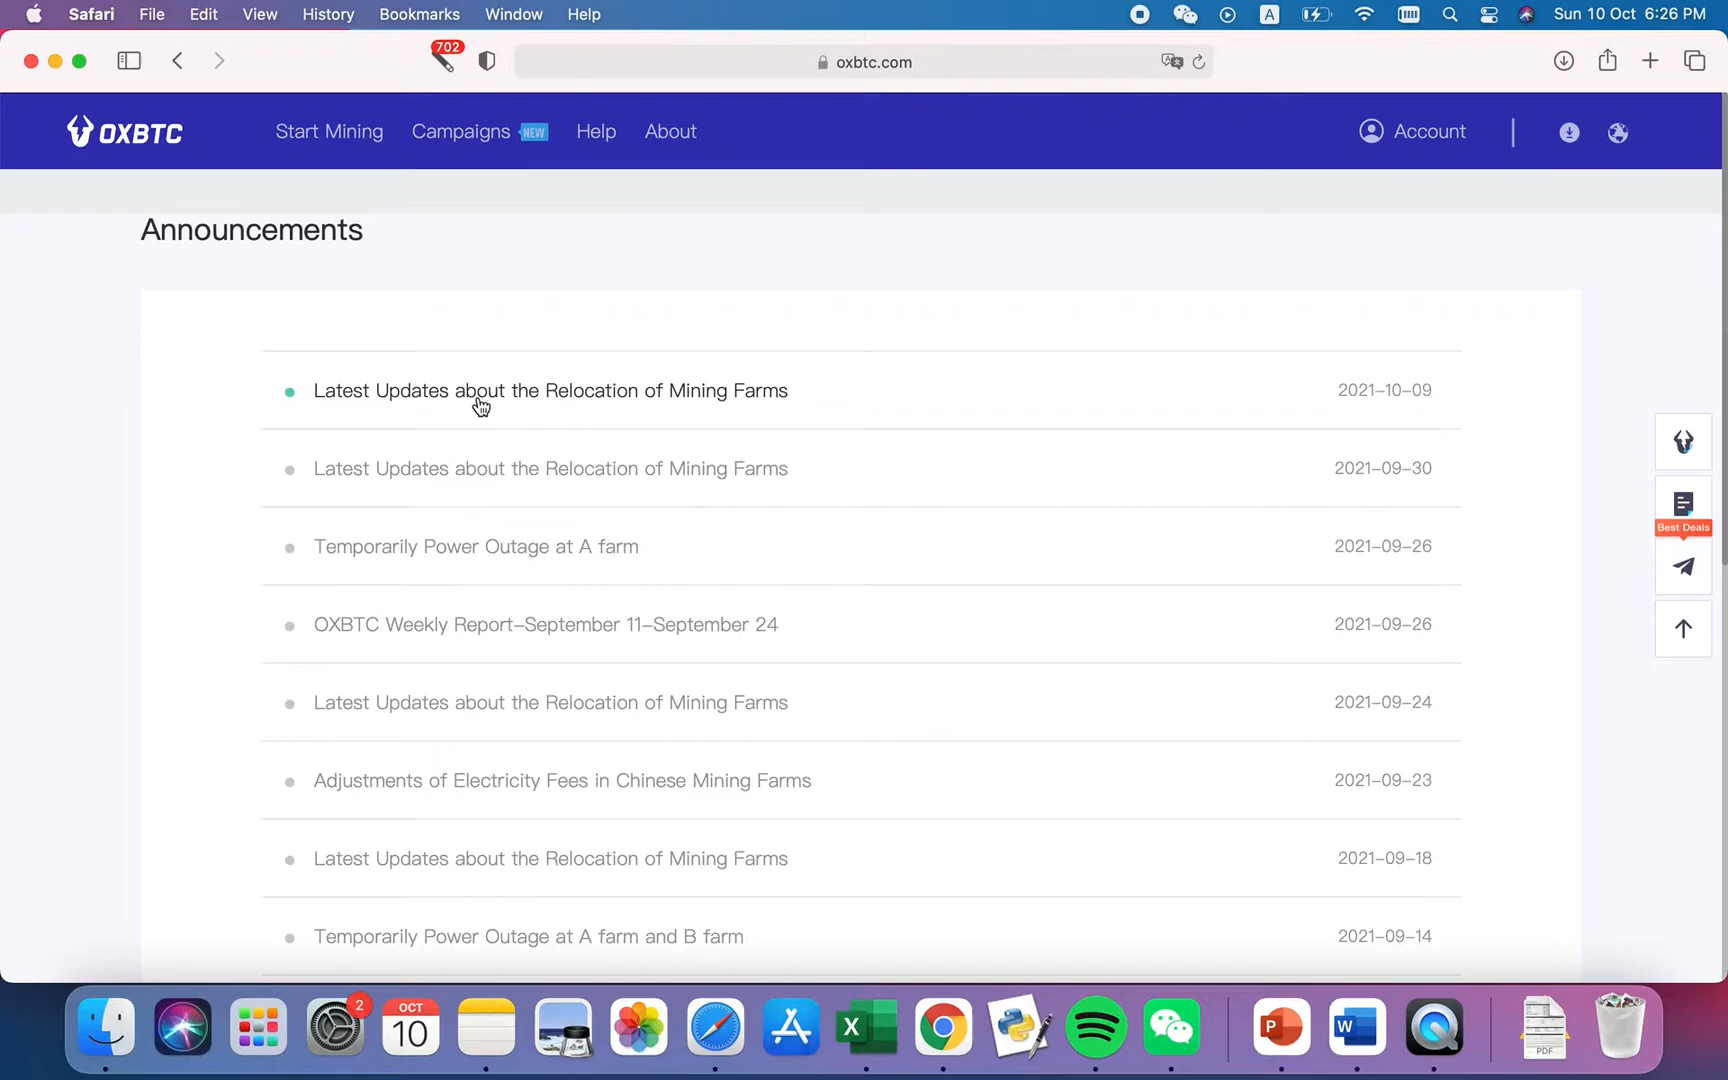 Safari File Edit View History Bookmarks Window Help A Sun 10 Oct 6:26 PM
702 oxbtc.com
OXBTC Start Mining Campaigns NEW Help About Account
Announcements
Latest Updates about the Relocation of Mining Farms 2021-10-09
Latest Updates about the Relocation of Mining Farms 2021-09-30
Temporarily Power Outage at A farm 2021-09-26
OXBTC Weekly Report-September 11-September 24 2021-09-26
Latest Updates about the Relocation of Mining Farms 2021-09-24
Adjustments of Electricity Fees in Chinese Mining Farms 2021-09-23
Latest Updates about the Relocation of Mining Farms 2021-09-18
Temporarily Power Outage at A farm and B farm 2021-09-14
Best Deals
2
OCT
10
X
P
W
PDF